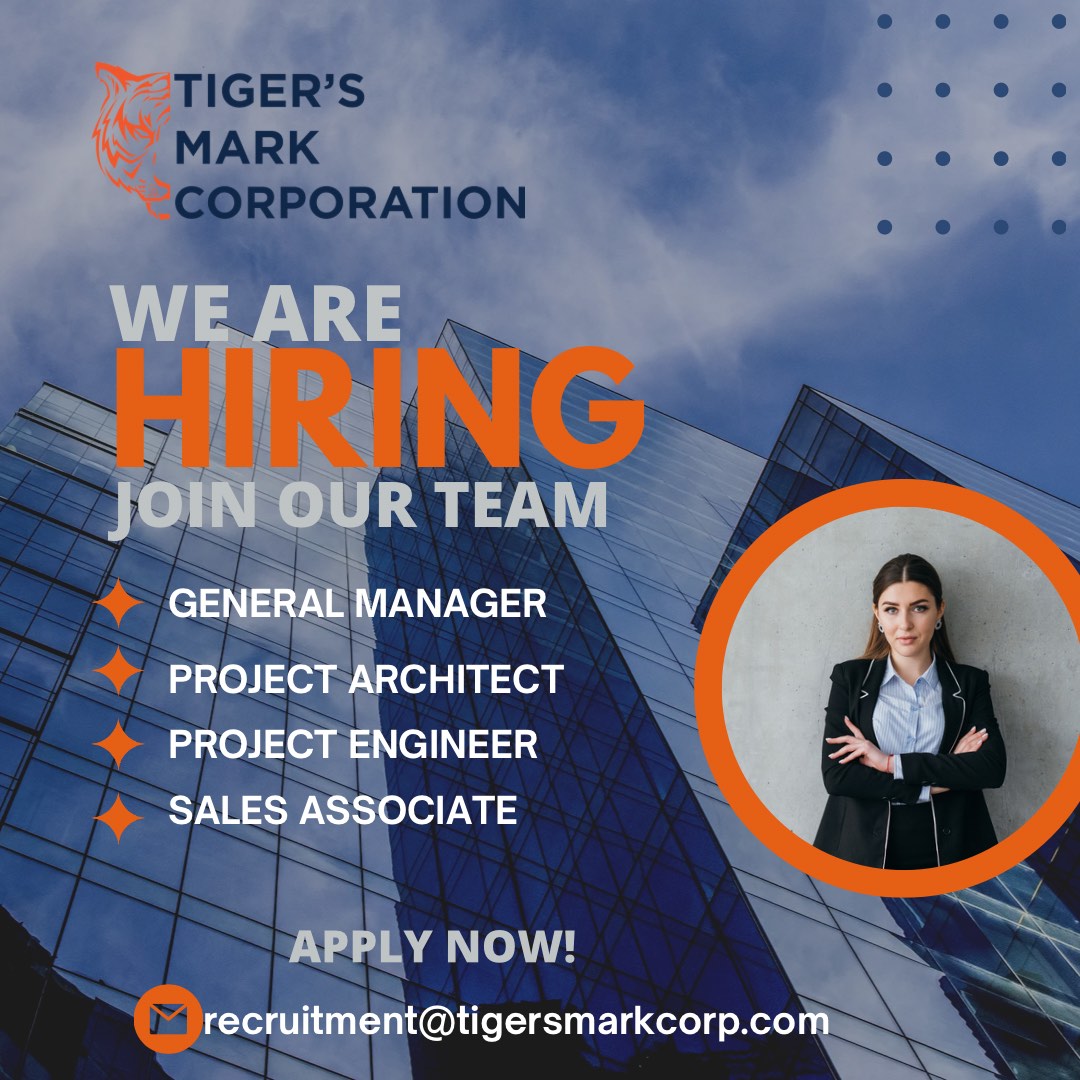 TIGER'S
MARK
CORPORATION
WE ARE
HIRING
JOIN OUR TEAM
GENERAL MANAGER
PROJECT ARCHITECT
PROJECT ENGINEER
SALES ASSOCIATE
APPLY NOW!
recruitment@tigersmarkcorp.com